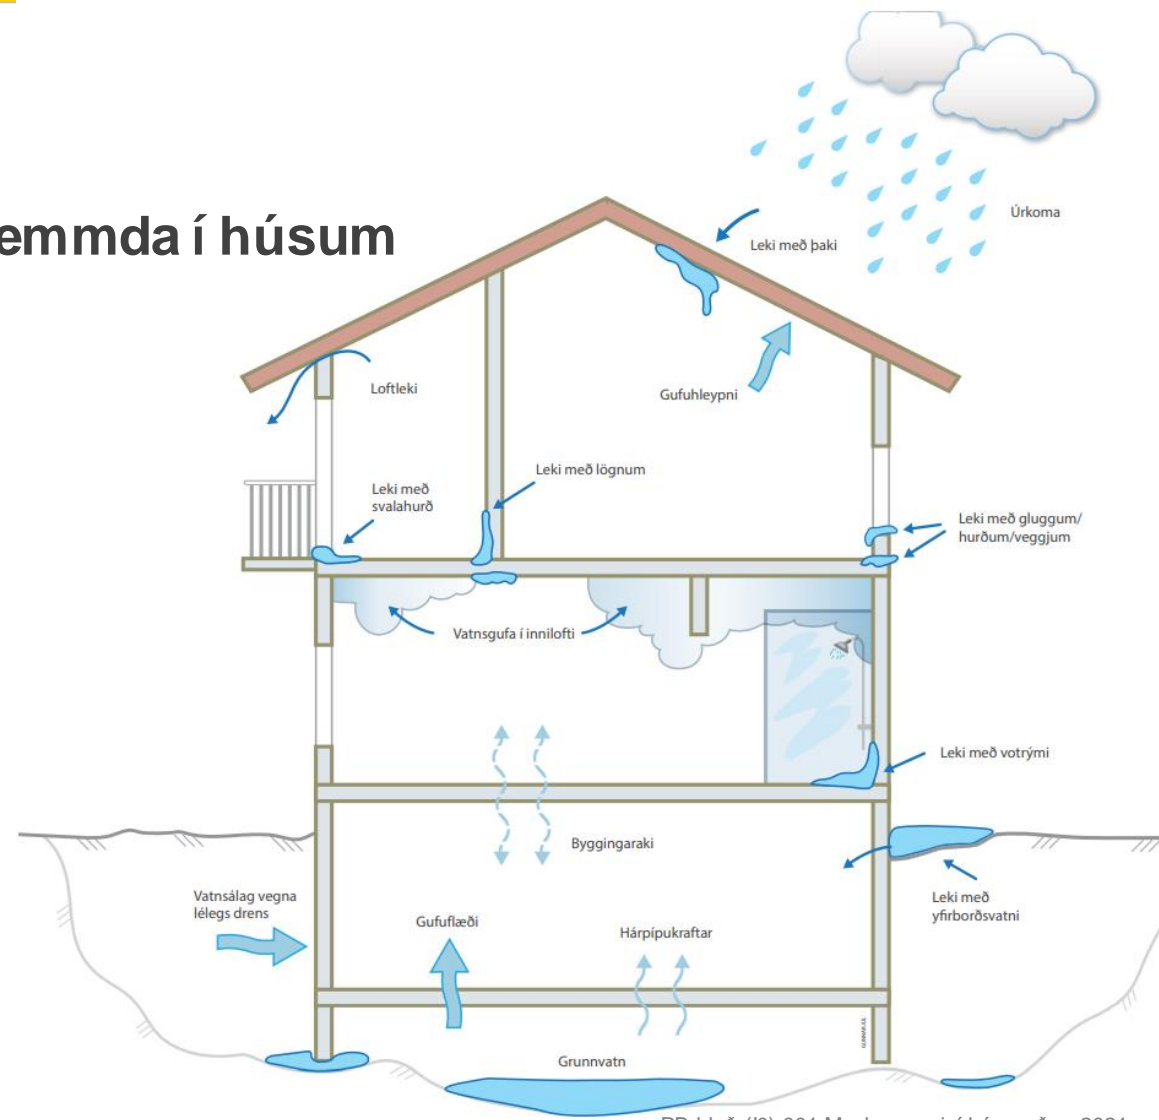 emmda í húsum
Úrkoma
Leki með þaki
Loftleki
Gufuhleypni
Leki með lögnum
Leki með
svalahurð
Leki með gluggum/
hurðum/veggjum
Vatnsgufa í innilofti
Leki með votrými
Byggingaraki
Vatnsálag vegna
lélegs drens
Gufuflæði
Hárpípukraftar
Leki með
yfirborðsvatni
Grunnvatn